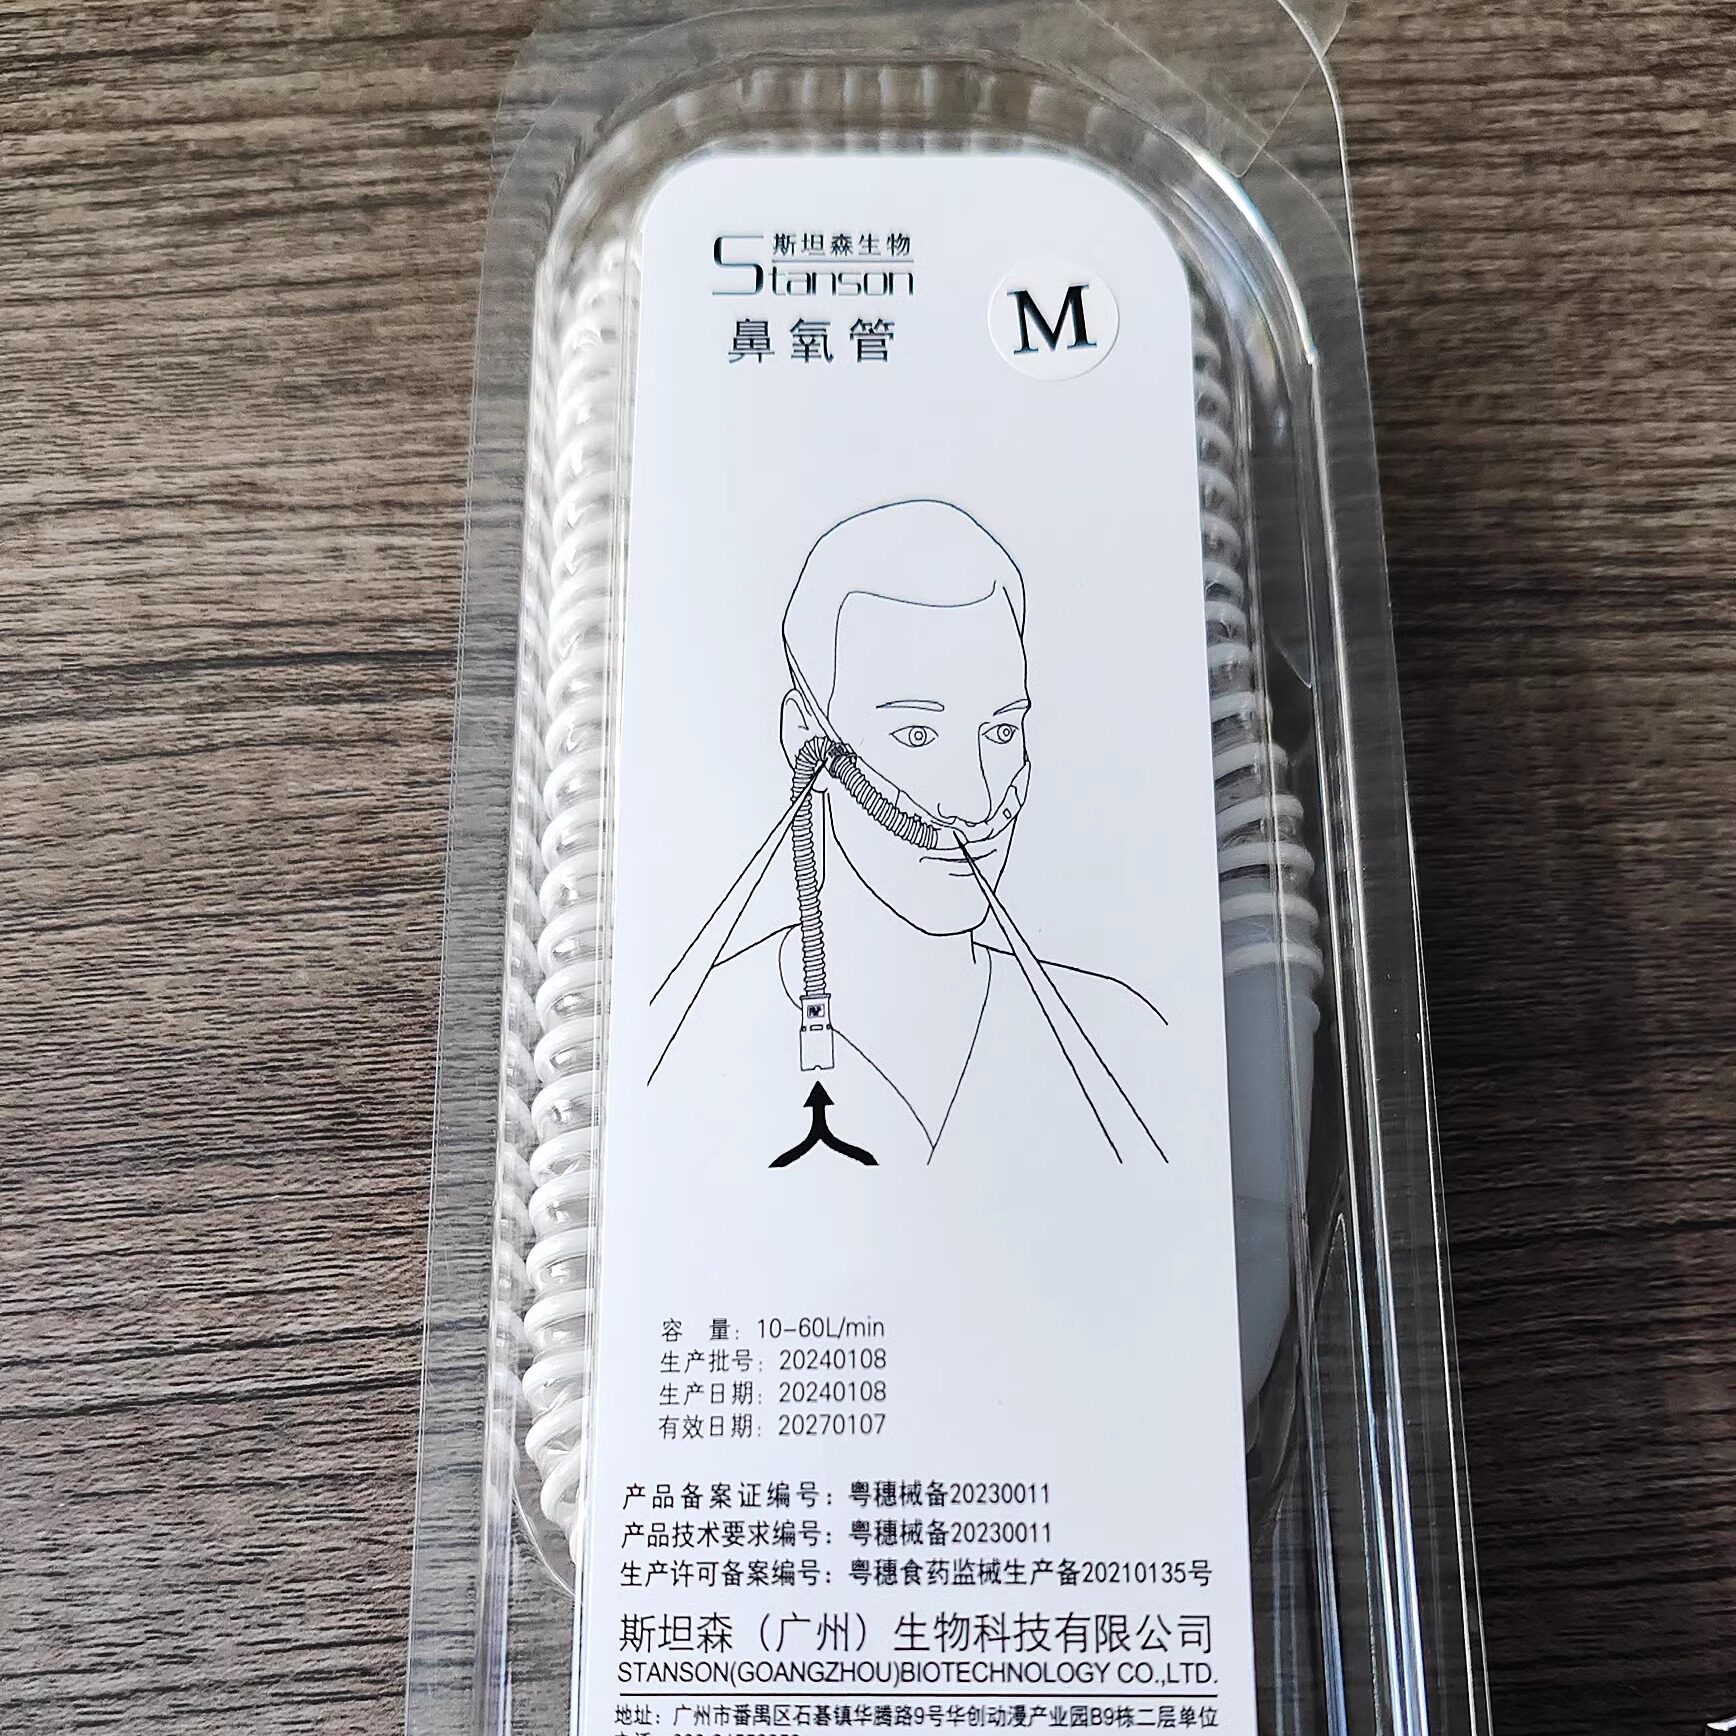 斯坦森生物
Stanson
鼻氧管
M
容 量：10-60L/min
生产批号：20240108
生产日期：20240108
有效日期：20270107
产品备案证编号：粤穗械备20230011
产品技术要求编号：粤穗械备20230011
生产许可备案编号：粤穗食药监械生产备20210135号
斯坦森（广州）生物科技有限公司
STANSON(GOANGZHOU)BIOTECHNOLOGY CO.,LTD.
地址：广州市番禺区石碁镇华腾路9号华创动漫产业园B9栋二层单位